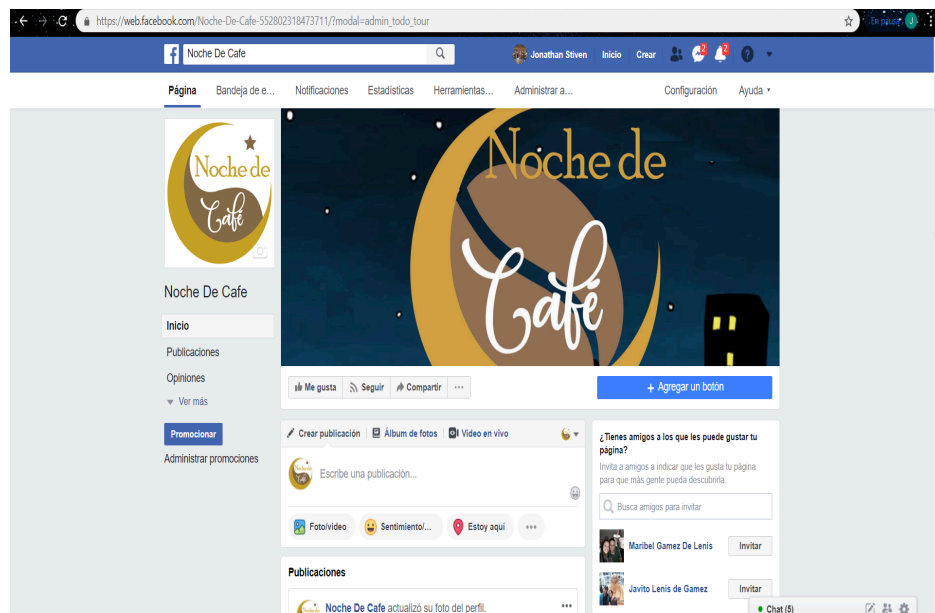 https://web.facebook.com/Noche-De-Cafe-552802318473711/?modal=admin_todo_tour
En pausa
J
Noche De Cafe
Jonathan Stiven
Inicio
Crear
2
2
Página
Bandeja de e...
Notificaciones
Estadísticas
Herramientas...
Administrar a...
Configuración
Ayuda
Noche de
Café
Noche de
Café
Noche De Cafe
Inicio
Publicaciones
Opiniones
Ver más
Promocionar
Administrar promociones
Me gusta
Seguir
Compartir
...
+ Agregar un botón
Crear publicación
Álbum de fotos
Video en vivo
Escribe una publicación...
Foto/video
Sentimiento/...
Estoy aquí
...
¿Tienes amigos a los que les puede gustar tu
página?
Invita a amigos a indicar que les gusta tu página
para que más gente pueda descubrirla.
Busca amigos para invitar
Maribel Gamez De Lenis
Invitar
Javito Lenis de Gamez
Invitar
Publicaciones
Noche De Cafe actualizó su foto del perfil.
...
Chat (5)